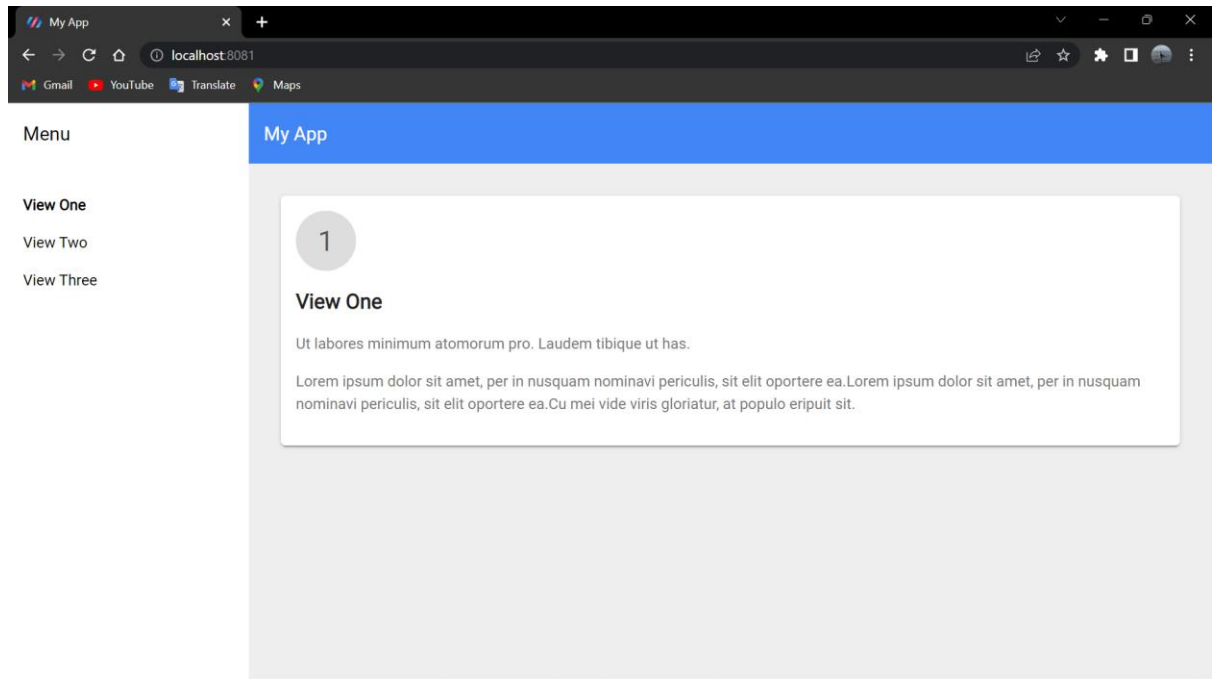 My App
localhost:8081
Gmail YouTube Translate Maps
Menu
My App
View One
View Two
View Three
1
View One
Ut labores minimum atomorum pro. Laudem tibique ut has.
Lorem ipsum dolor sit amet, per in nusquam nominavi periculis, sit elit oportere ea.Lorem ipsum dolor sit amet, per in nusquam
nominavi periculis, sit elit oportere ea.Cu mei vide viris gloriatur, at populo eripuit sit.